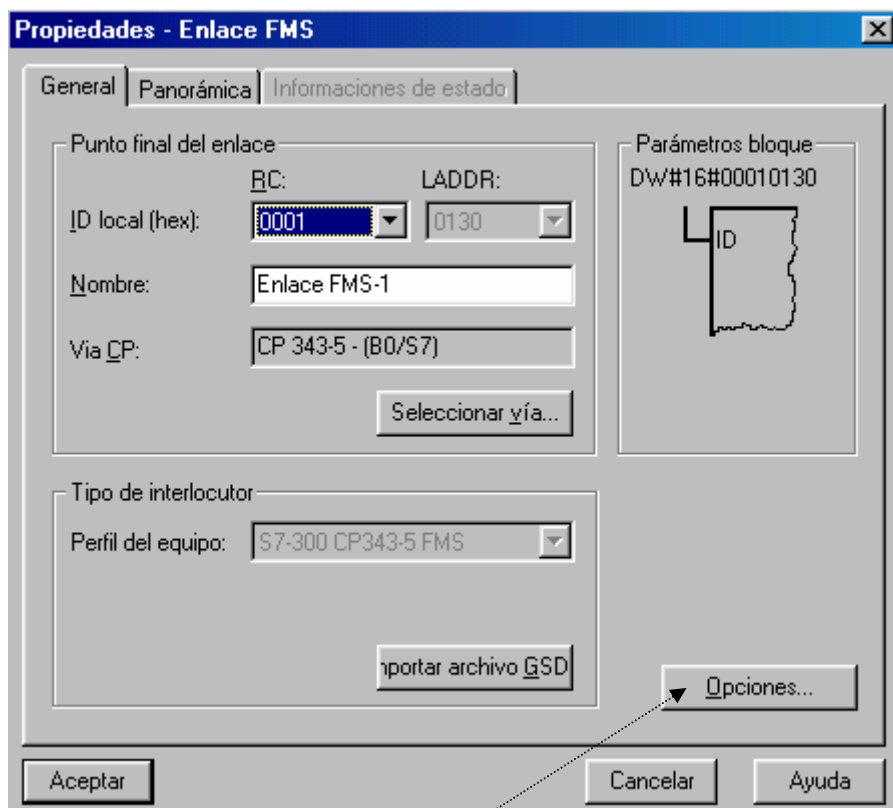 Propiedades - Enlace FMS
General Panorámica Informaciones de estado
Punto final del enlace
RC: LADDR:
ID local (hex): 0001 0130
Nombre: Enlace FMS-1
Via CP: CP 343-5 - (B0/S7)
Seleccionar vía...
Parámetros bloque
DW#16#00010130
ID
Tipo de interlocutor
Perfil del equipo: S7-300 CP343-5 FMS
nportar archivo GSD
Opciones...
Aceptar Cancelar Ayuda